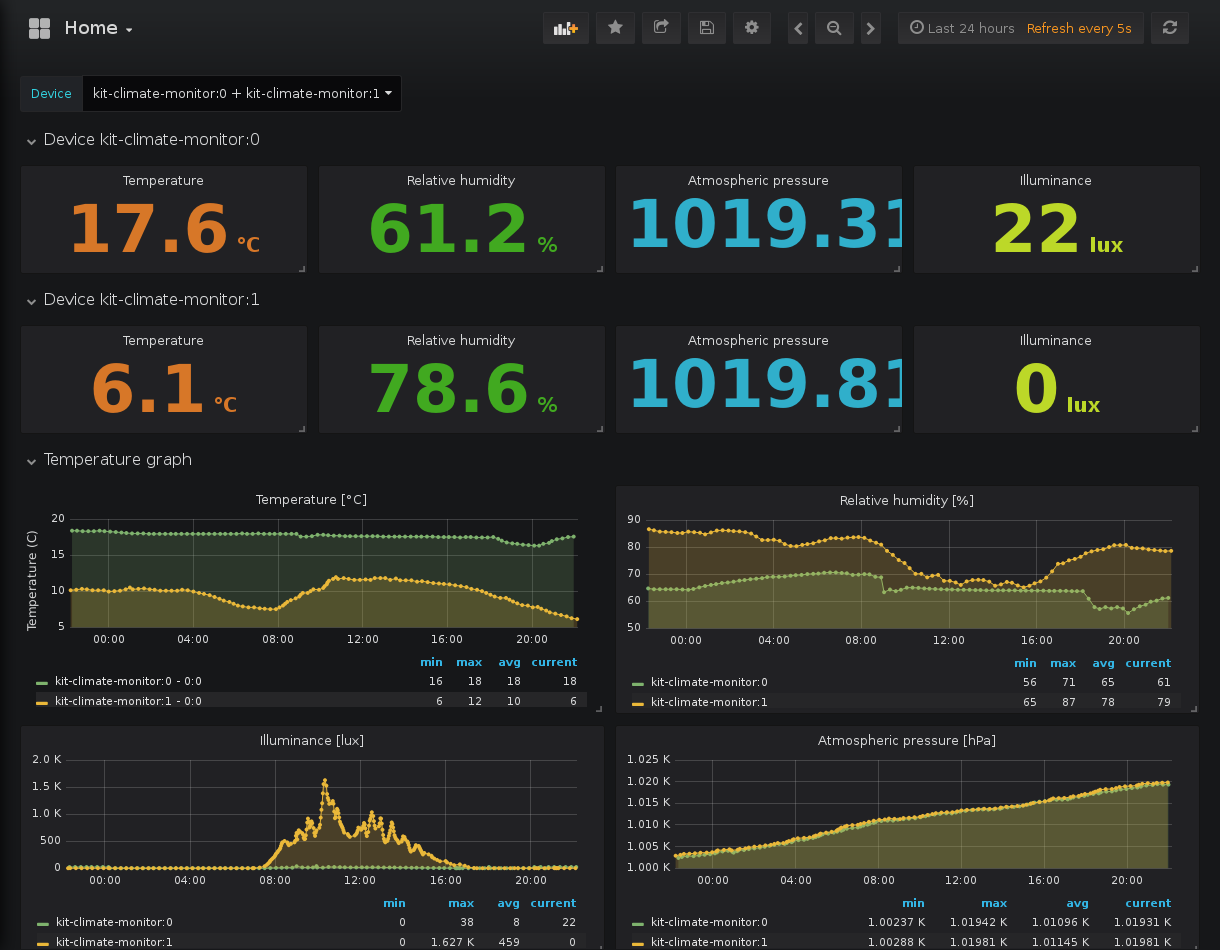 Home
Last 24 hours Refresh every 5s
Device kit-climate-monitor:0 + kit-climate-monitor:1
Device kit-climate-monitor:0
Temperature Relative humidity Atmospheric pressure Illuminance
17.6 °C 61.2 % 1019.31 22 lux
Device kit-climate-monitor:1
Temperature Relative humidity Atmospheric pressure Illuminance
6.1 °C 78.6 % 1019.81 0 lux
Temperature graph
Temperature [°C]
Temperature (C)
20
15
10
5
00:00 04:00 08:00 12:00 16:00 20:00
min max avg current
kit-climate-monitor:0 - 0:0 16 18 18 18
kit-climate-monitor:1 - 0:0 6 12 10 6
Relative humidity [%]
90
80
70
60
50
00:00 04:00 08:00 12:00 16:00 20:00
min max avg current
kit-climate-monitor:0 56 71 65 61
kit-climate-monitor:1 65 87 78 79
Illuminance [lux]
2.0 K
1.5 K
1.0 K
500
0
00:00 04:00 08:00 12:00 16:00 20:00
min max avg current
kit-climate-monitor:0 0 38 8 22
kit-climate-monitor:1 0 1.627 K 459 0
Atmospheric pressure [hPa]
1.025 K
1.020 K
1.015 K
1.010 K
1.005 K
1.000 K
00:00 04:00 08:00 12:00 16:00 20:00
min max avg current
kit-climate-monitor:0 1.00237 K 1.01942 K 1.01096 K 1.01931 K
kit-climate-monitor:1 1.00288 K 1.01981 K 1.01145 K 1.01981 K